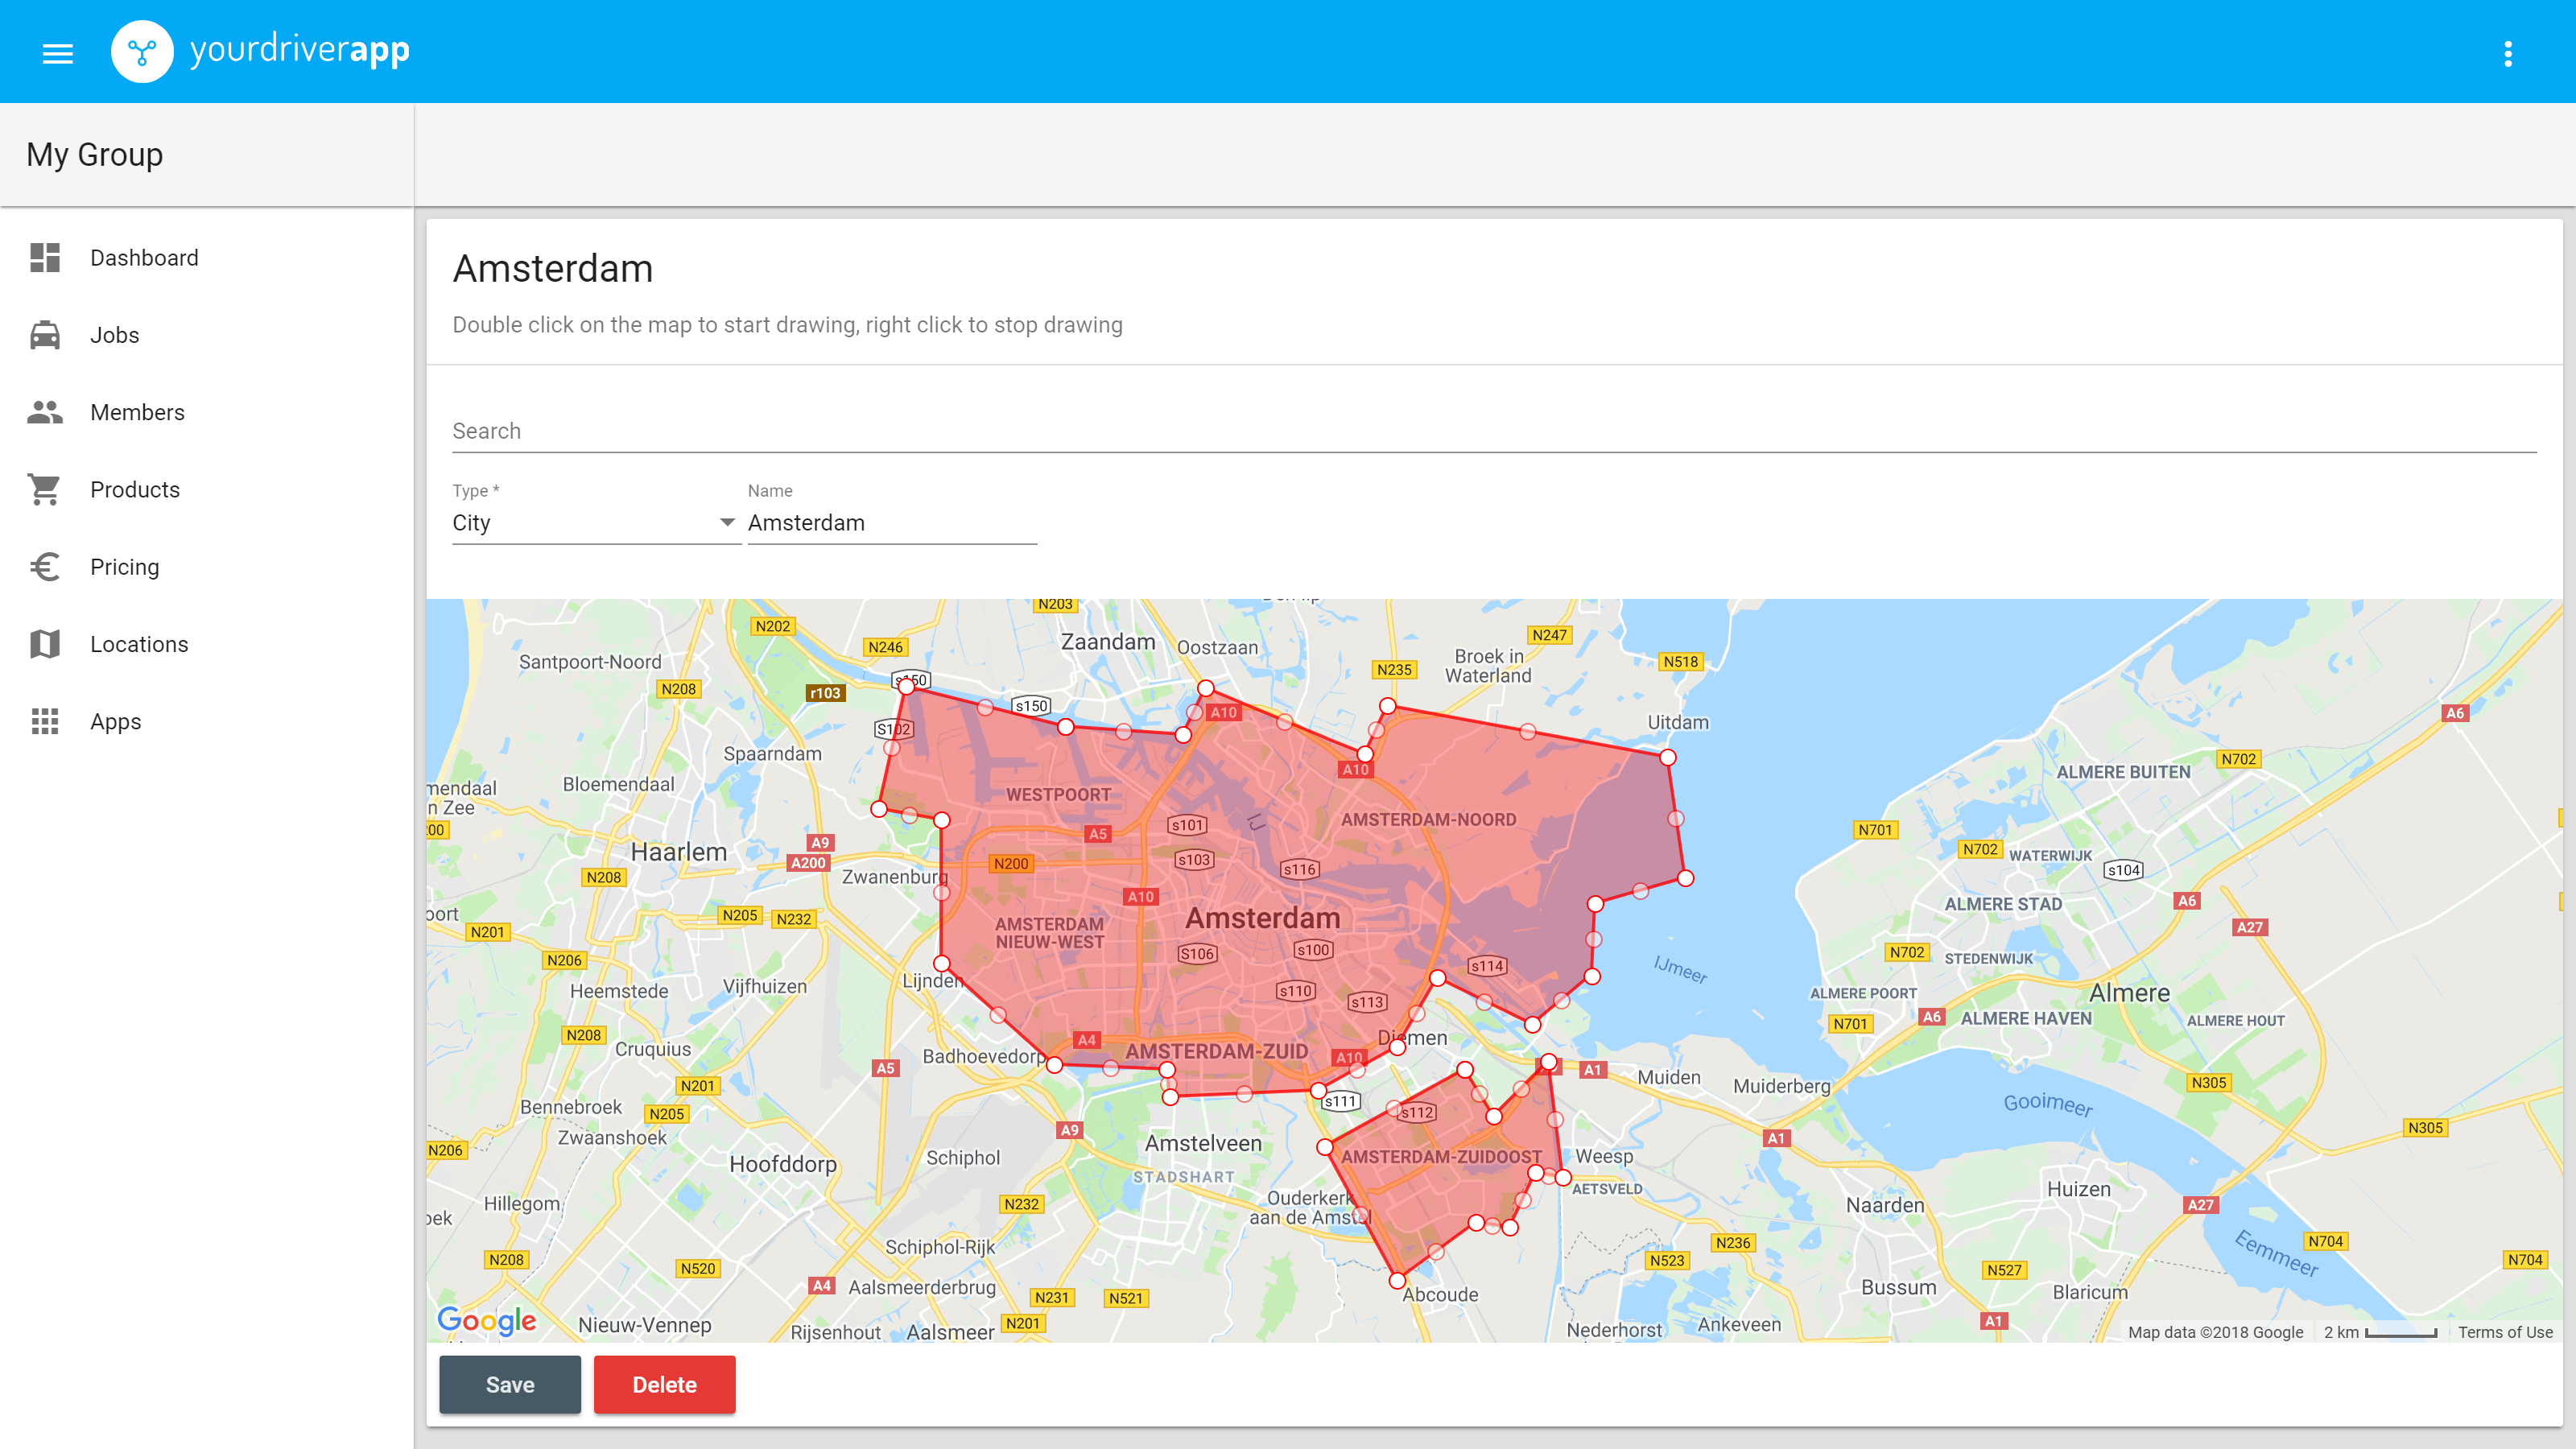 yourdriverapp
My Group
Dashboard
Jobs
Members
Products
Pricing
Locations
Apps
Amsterdam
Double click on the map to start drawing, right click to stop drawing
Search
Type *
Name
City
Amsterdam
N203
N202
Zaandam
Oostzaan
N247
N246
Santpoort-Noord
Broek in
Waterland
N518
N235
s150
N208
r103
s150
A10
A6
Uitdam
S102
Spaarndam
N702
A10
ALMERE BUITEN
Bloemendaal
WESTPOORT
mendaal
n Zee
s101
IJ
AMSTERDAM-NOORD
00
A5
N701
A9
Haarlem
A200
N200
s103
s116
N702
WATERWIJK
s104
N208
Zwanenburg
A10
A6
ALMERE STAD
oort
N205
N232
Amsterdam
AMSTERDAM
NIEUW-WEST
A27
N201
S106
s100
N702
STEDENWIJK
N206
s114
IJmeer
Lijnden
Vijfhuizen
Heemstede
s110
s113
ALMERE POORT
Almere
A6
ALMERE HAVEN
ALMERE HOUT
N701
N208
Cruquius
A4
Diemen
AMSTERDAM-ZUID
A10
Badhoevedorp
A5
A1
Muiden
Muiderberg
N201
N305
Bennebroek
N205
s111
s112
Gooimeer
Zwaanshoek
A9
N305
Amstelveen
A1
N206
Hoofddorp
Schiphol
AMSTERDAM-ZUIDOOST
Weesp
STADSHART
AETSVELD
Huizen
Hillegom
N232
Ouderkerk
aan de Amstel
Naarden
A27
oek
Schiphol-Rijk
N236
N704
Eemmeer
N208
N520
N523
N704
N527
A4
Aalsmeerderbrug
N231
N521
Abcoude
Bussum
Blaricum
Google
Nieuw-Vennep
Rijsenhout
Aalsmeer
N201
Nederhorst
Ankeveen
A1
Map data ©2018 Google
2 km
Terms of Use
Save
Delete